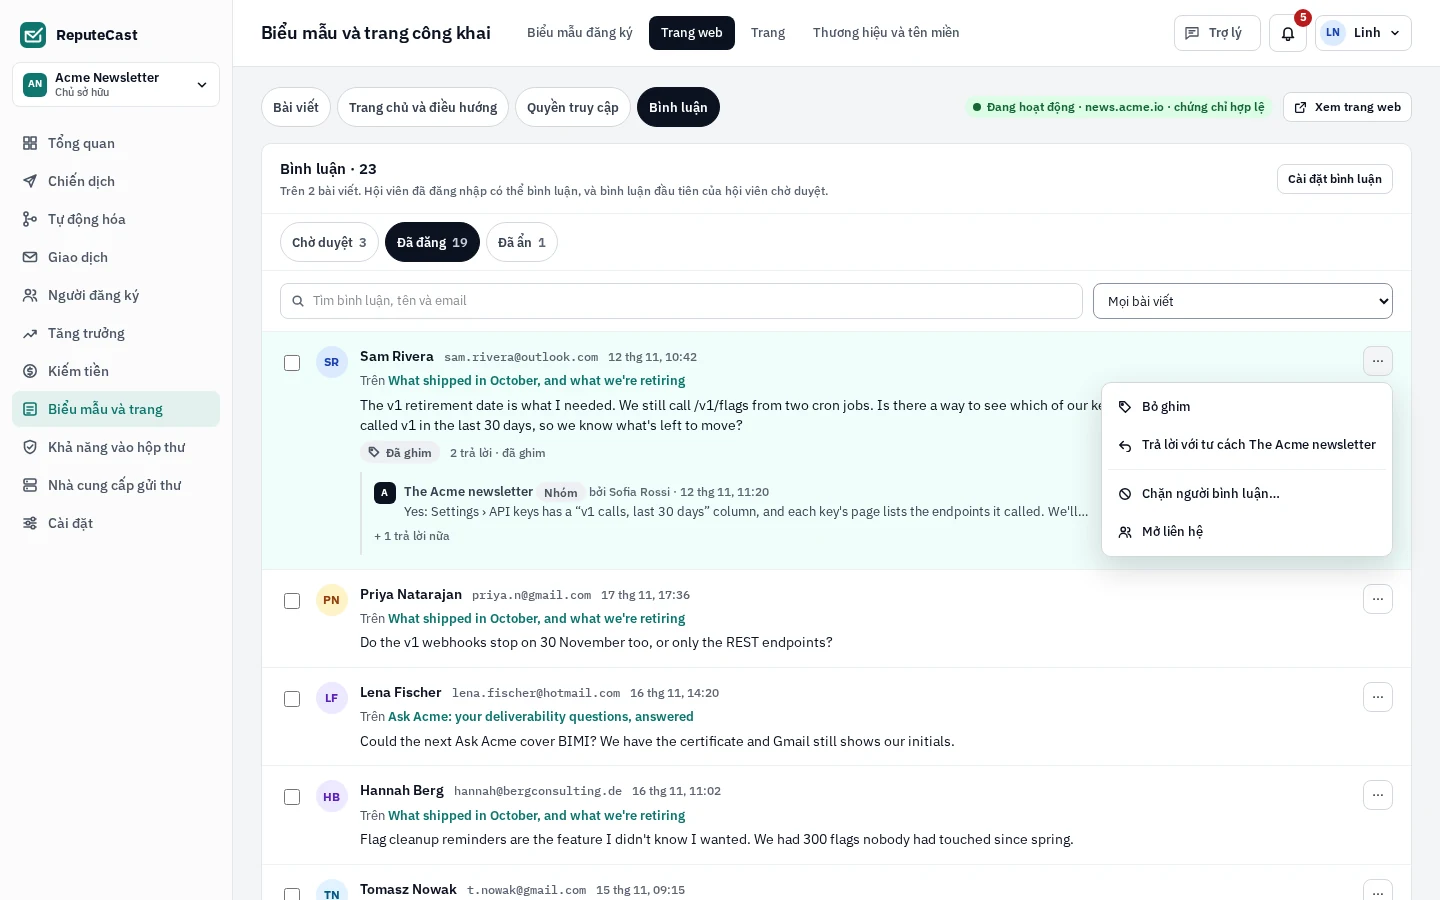 ReputeCast
AN
Acme Newsletter
Chủ sở hữu
Tổng quan
Chiến dịch
Tự động hóa
Giao dịch
Người đăng ký
Tăng trưởng
Kiếm tiền
Biểu mẫu và trang
Khả năng vào hộp thư
Nhà cung cấp gửi thư
Cài đặt
Biểu mẫu và trang công khai
Biểu mẫu đăng ký
Trang web
Trang
Thương hiệu và tên miền
Trợ lý
5
LN
Linh
Bài viết
Trang chủ và điều hướng
Quyền truy cập
Bình luận
Đang hoạt động · news.acme.io · chứng chỉ hợp lệ
Xem trang web
Bình luận · 23
Trên 2 bài viết. Hội viên đã đăng nhập có thể bình luận, và bình luận đầu tiên của hội viên chờ duyệt.
Cài đặt bình luận
Chờ duyệt 3
Đã đăng 19
Đã ẩn 1
Tìm bình luận, tên và email
Mọi bài viết
SR
Sam Rivera sam.rivera@outlook.com 12 thg 11, 10:42
Trên What shipped in October, and what we're retiring
The v1 retirement date is what I needed. We still call /v1/flags from two cron jobs. Is there a way to see which of our
called v1 in the last 30 days, so we know what's left to move?
Đã ghim 2 trả lời · đã ghim
A
The Acme newsletter Nhóm bởi Sofia Rossi · 12 thg 11, 11:20
Yes: Settings › API keys has a “v1 calls, last 30 days” column, and each key's page lists the endpoints it called. We'll...
+ 1 trả lời nữa
Bỏ ghim
Trả lời với tư cách The Acme newsletter
Chặn người bình luận...
Mở liên hệ
PN
Priya Natarajan priya.n@gmail.com 17 thg 11, 17:36
Trên What shipped in October, and what we're retiring
Do the v1 webhooks stop on 30 November too, or only the REST endpoints?
LF
Lena Fischer lena.fischer@hotmail.com 16 thg 11, 14:20
Trên Ask Acme: your deliverability questions, answered
Could the next Ask Acme cover BIMI? We have the certificate and Gmail still shows our initials.
HB
Hannah Berg hannah@bergconsulting.de 16 thg 11, 11:02
Trên What shipped in October, and what we're retiring
Flag cleanup reminders are the feature I didn't know I wanted. We had 300 flags nobody had touched since spring.
TN
Tomasz Nowak t.nowak@gmail.com 15 thg 11, 09:15